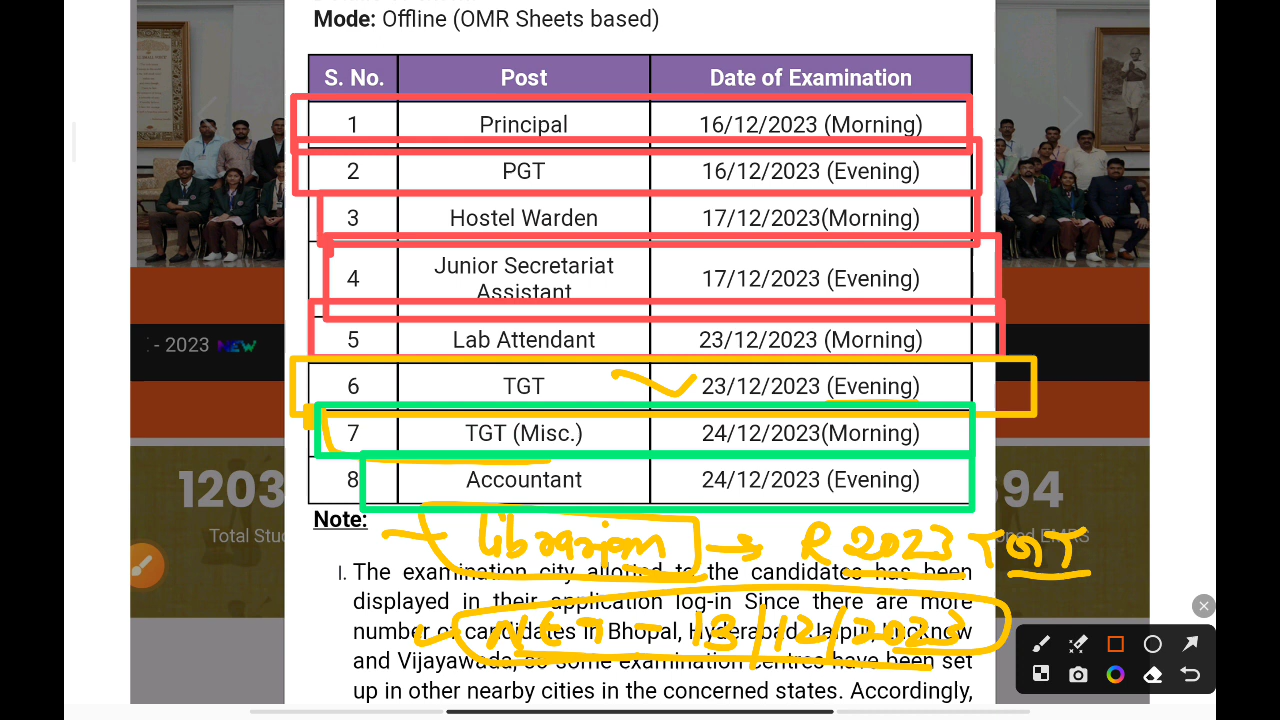 Mode: Offline (OMR Sheets based)
S. No. Post Date of Examination
1 Principal 16/12/2023 (Morning)
2 PGT 16/12/2023 (Evening)
3 Hostel Warden 17/12/2023(Morning)
4 Junior Secretariat Assistant 17/12/2023 (Evening)
5 Lab Attendant 23/12/2023 (Morning)
- 2023 NEW
6 TGT 23/12/2023 (Evening)
7 TGT (Misc.) 24/12/2023(Morning)
8 Accountant 24/12/2023 (Evening)
1203
394
Total Stu
EMRS
Note:
Librarian → R 2023 TGT
I. The examination city allotted to the candidates has been
displayed in their application log-in Since there are more
number of candidates in Bhopal, Hyderabad, Jaipur, Lucknow
NET - 13/12/2023
and Vijayawada, so some examination centres have been set
up in other nearby cities in the concerned states. Accordingly,